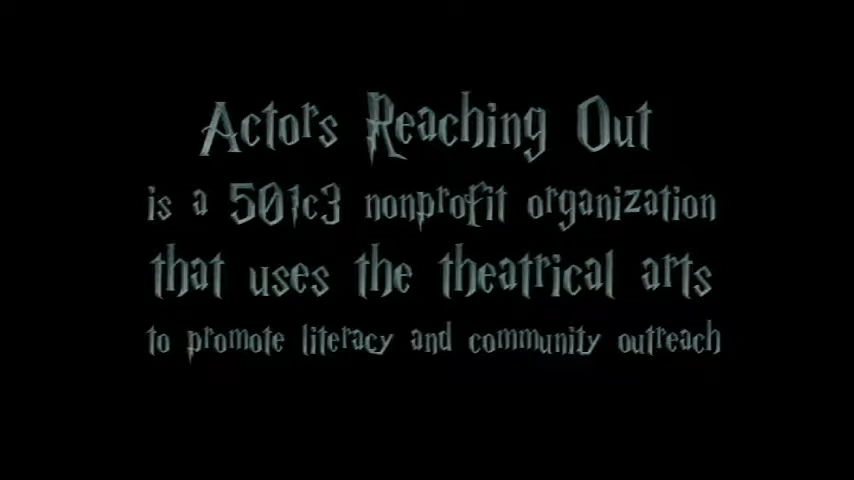 Actors Reaching Out
is a 501c3 nonprofit organization
that uses the theatrical arts
to promote literacy and community outreach